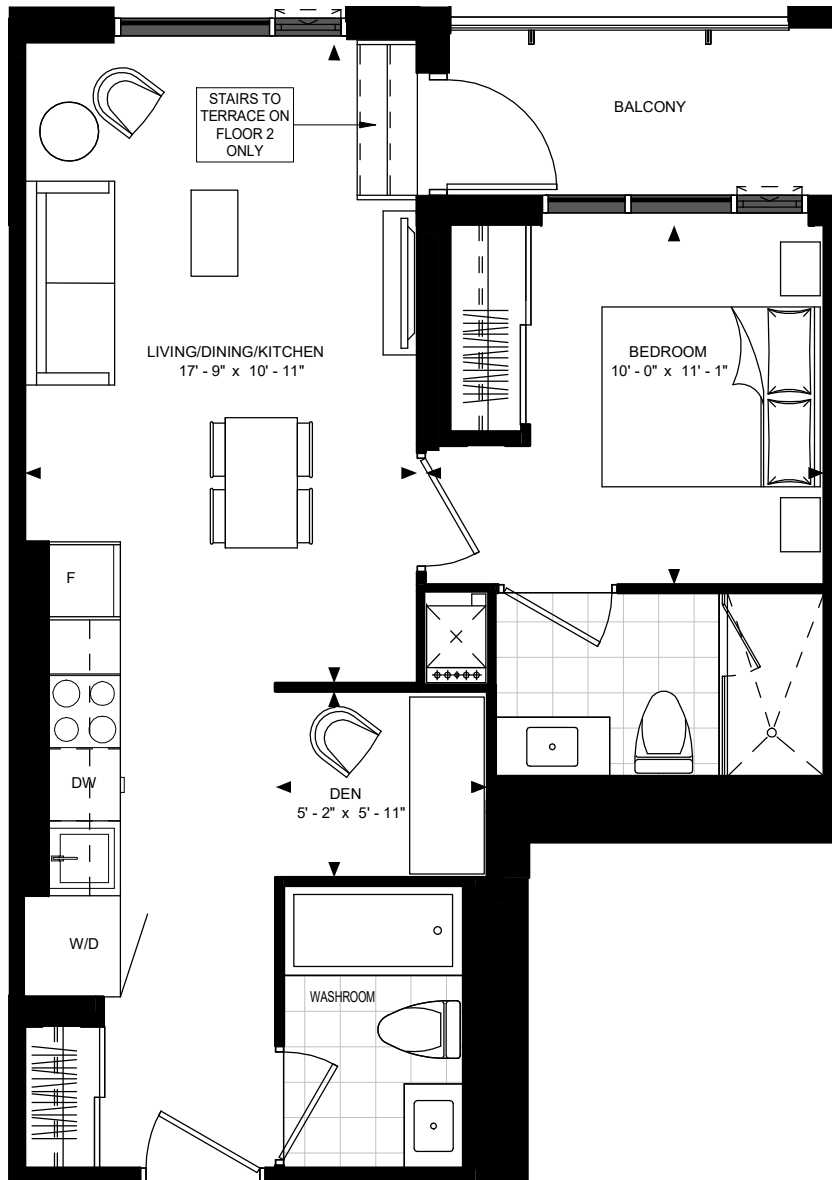 STAIRS TO
TERRACE ON
FLOOR 2
ONLY
BALCONY
LIVING/DINING/KITCHEN
17' - 9" x 10' - 11"
BEDROOM
10' - 0" x 11' - 1"
F
DW
DEN
5' - 2" x 5' - 11"
W/D
WASHROOM